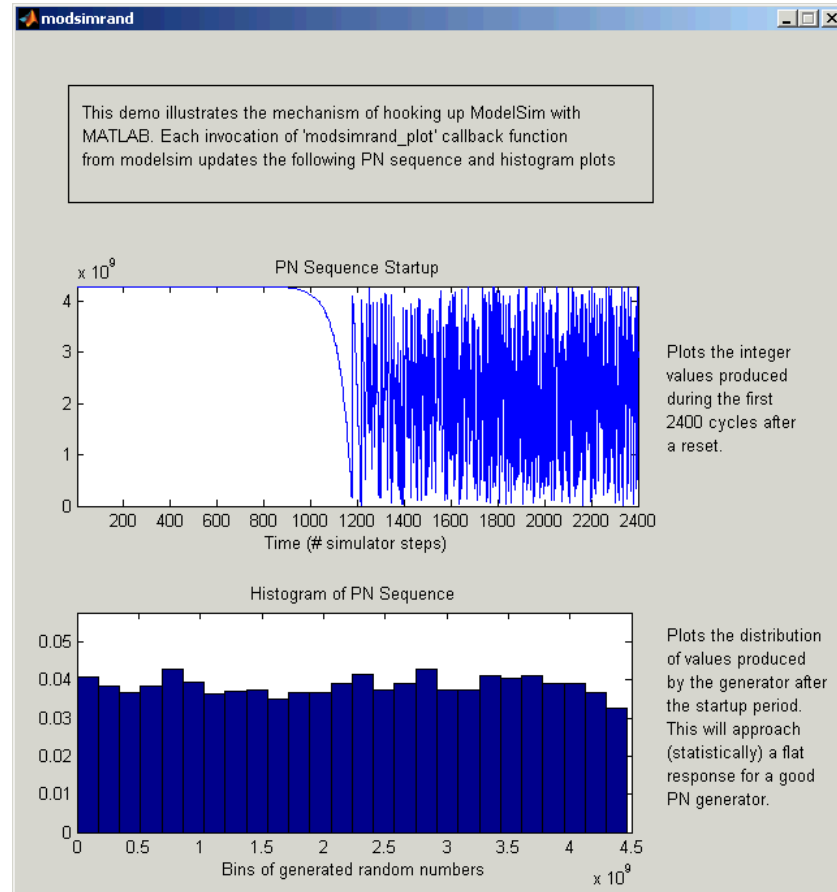 modsimrand
This demo illustrates the mechanism of hooking up ModelSim with
MATLAB. Each invocation of 'modsimrand_plot' callback function
from modelsim updates the following PN sequence and histogram plots
x 10^9
PN Sequence Startup
4
3
2
1
0
200 400 600 800 1000 1200 1400 1600 1800 2000 2200 2400
Time (# simulator steps)
Plots the integer
values produced
during the first
2400 cycles after
a reset.
Histogram of PN Sequence
0.05
0.04
0.03
0.02
0.01
0
0 0.5 1 1.5 2 2.5 3 3.5 4 4.5
Bins of generated random numbers
x 10^9
Plots the distribution
of values produced
by the generator after
the startup period.
This will approach
(statistically) a flat
response for a good
PN generator.